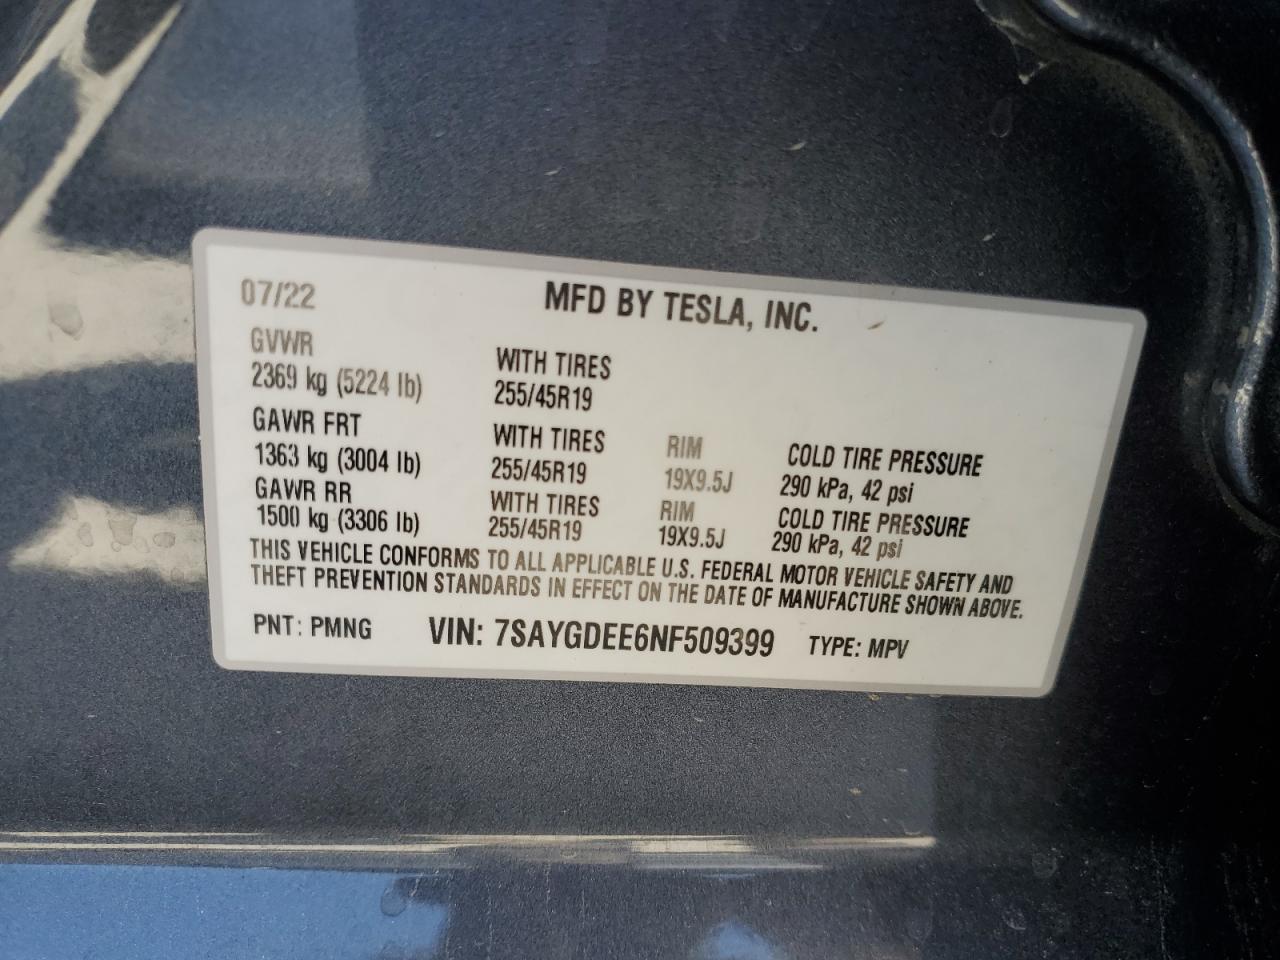 07/22 MFD BY TESLA, INC.
GVWR WITH TIRES
2369 kg (5224 lb) 255/45R19
GAWR FRT WITH TIRES RIM COLD TIRE PRESSURE
1363 kg (3004 lb) 255/45R19 19X9.5J 290 kPa, 42 psi
GAWR RR WITH TIRES RIM COLD TIRE PRESSURE
1500 kg (3306 lb) 255/45R19 19X9.5J 290 kPa, 42 psi
THIS VEHICLE CONFORMS TO ALL APPLICABLE U.S. FEDERAL MOTOR VEHICLE SAFETY AND
THEFT PREVENTION STANDARDS IN EFFECT ON THE DATE OF MANUFACTURE SHOWN ABOVE.
PNT: PMNG VIN: 7SAYGDEE6NF509399 TYPE: MPV